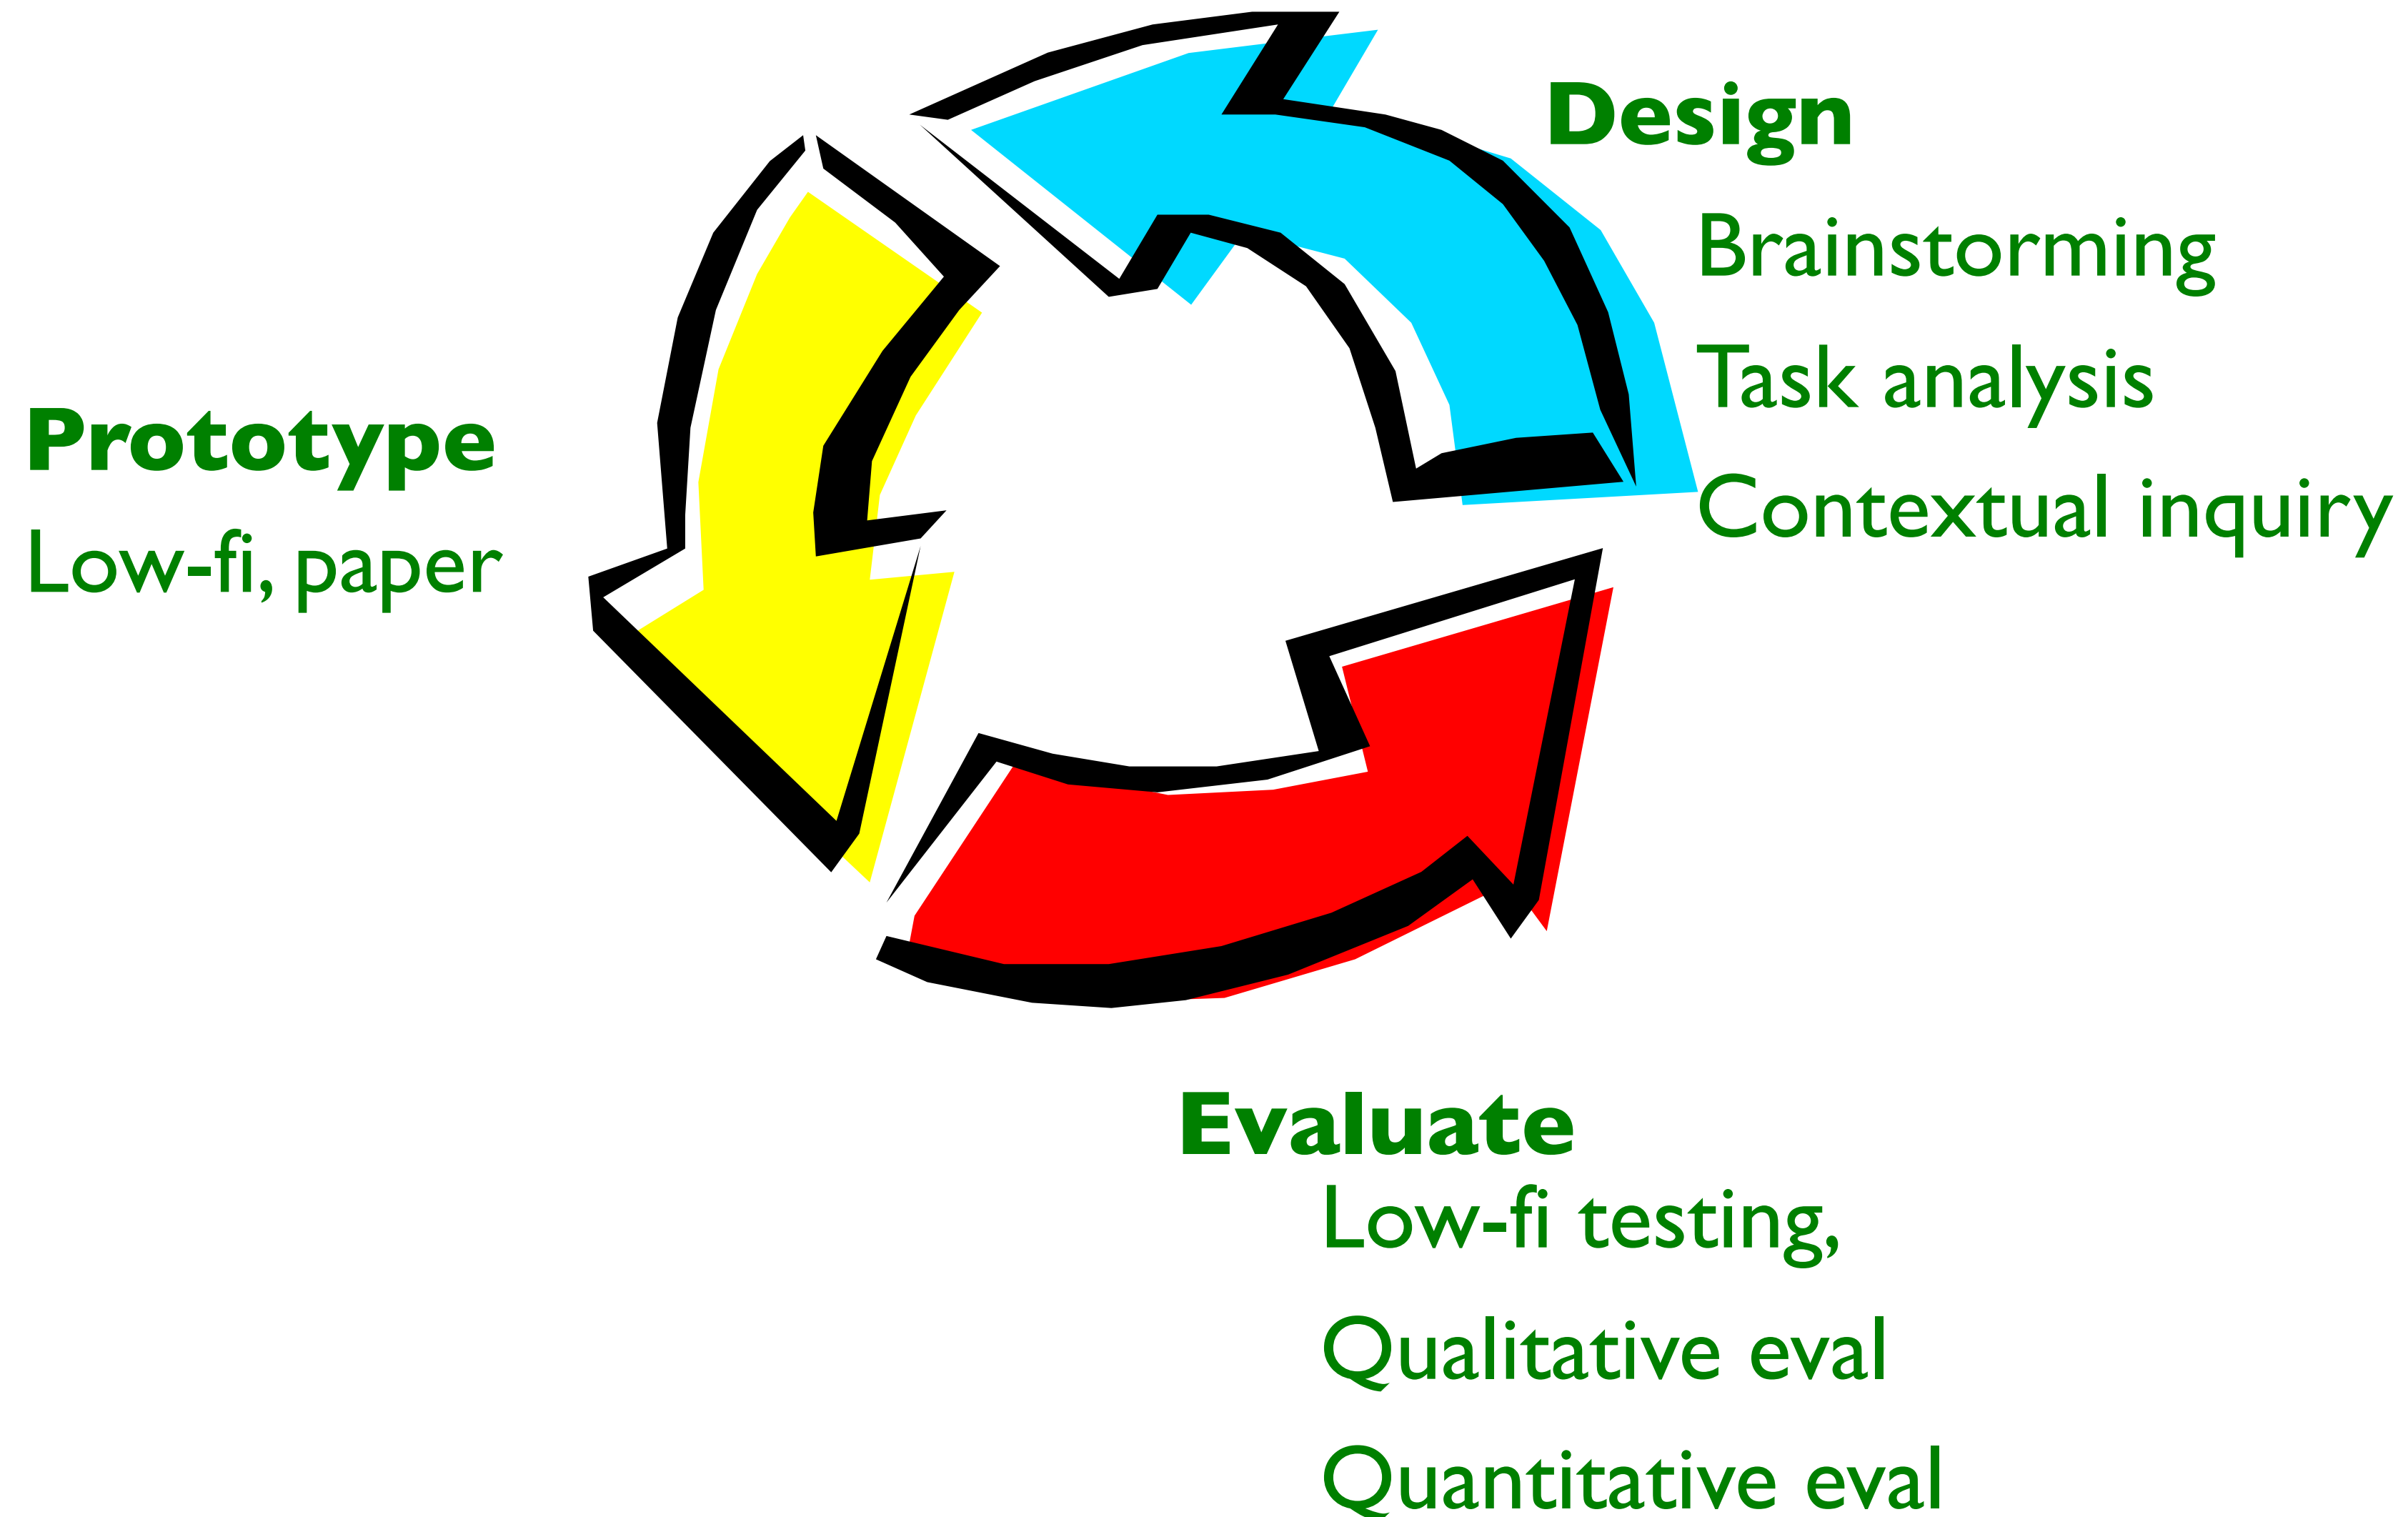 Design
Brainstorming
Task analysis
Contextual inquiry
Prototype
Low-fi, paper
Evaluate
Low-fi testing,
Qualitative eval
Quantitative eval